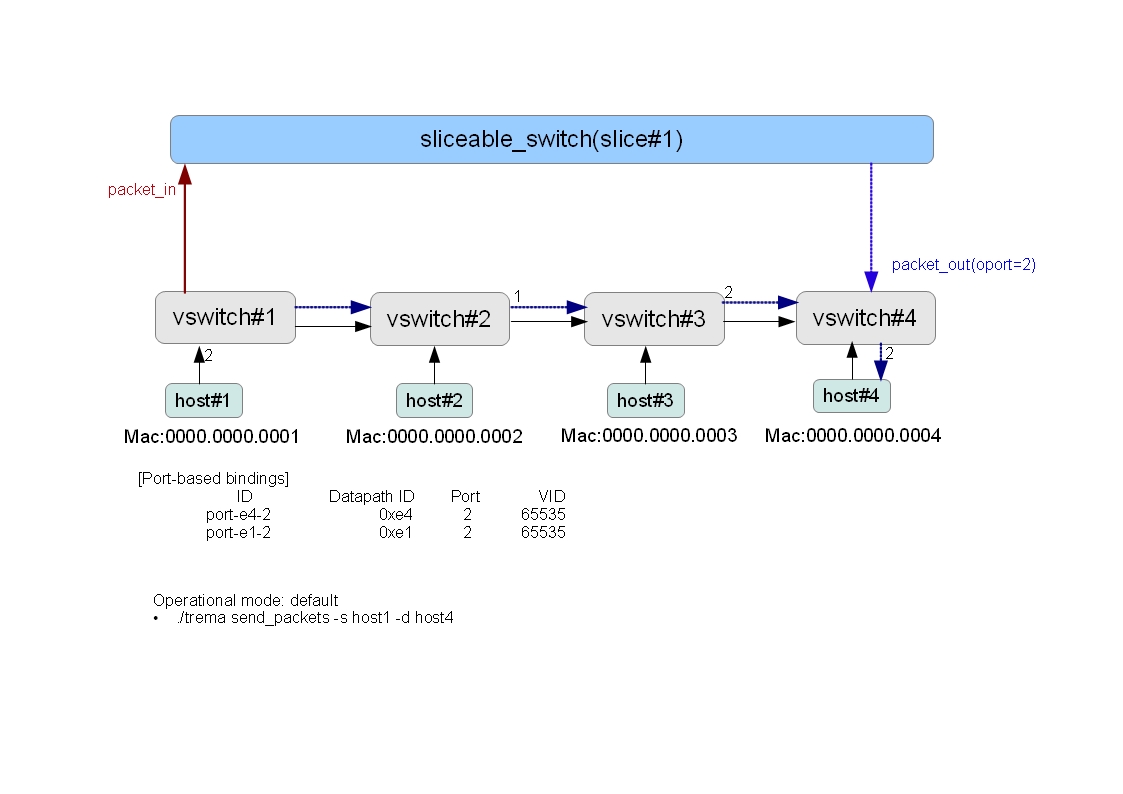 sliceable_switch(slice#1)
packet_in
packet_out(oport=2)
1
2
vswitch#1
vswitch#2
vswitch#3
vswitch#4
2
2
host#1
host#2
host#3
host#4
Mac:0000.0000.0001
Mac:0000.0000.0002
Mac:0000.0000.0003
Mac:0000.0000.0004
[Port-based bindings]
ID Datapath ID Port VID
port-e4-2 0xe4 2 65535
port-e1-2 0xe1 2 65535
Operational mode: default
• ./trema send_packets -s host1 -d host4